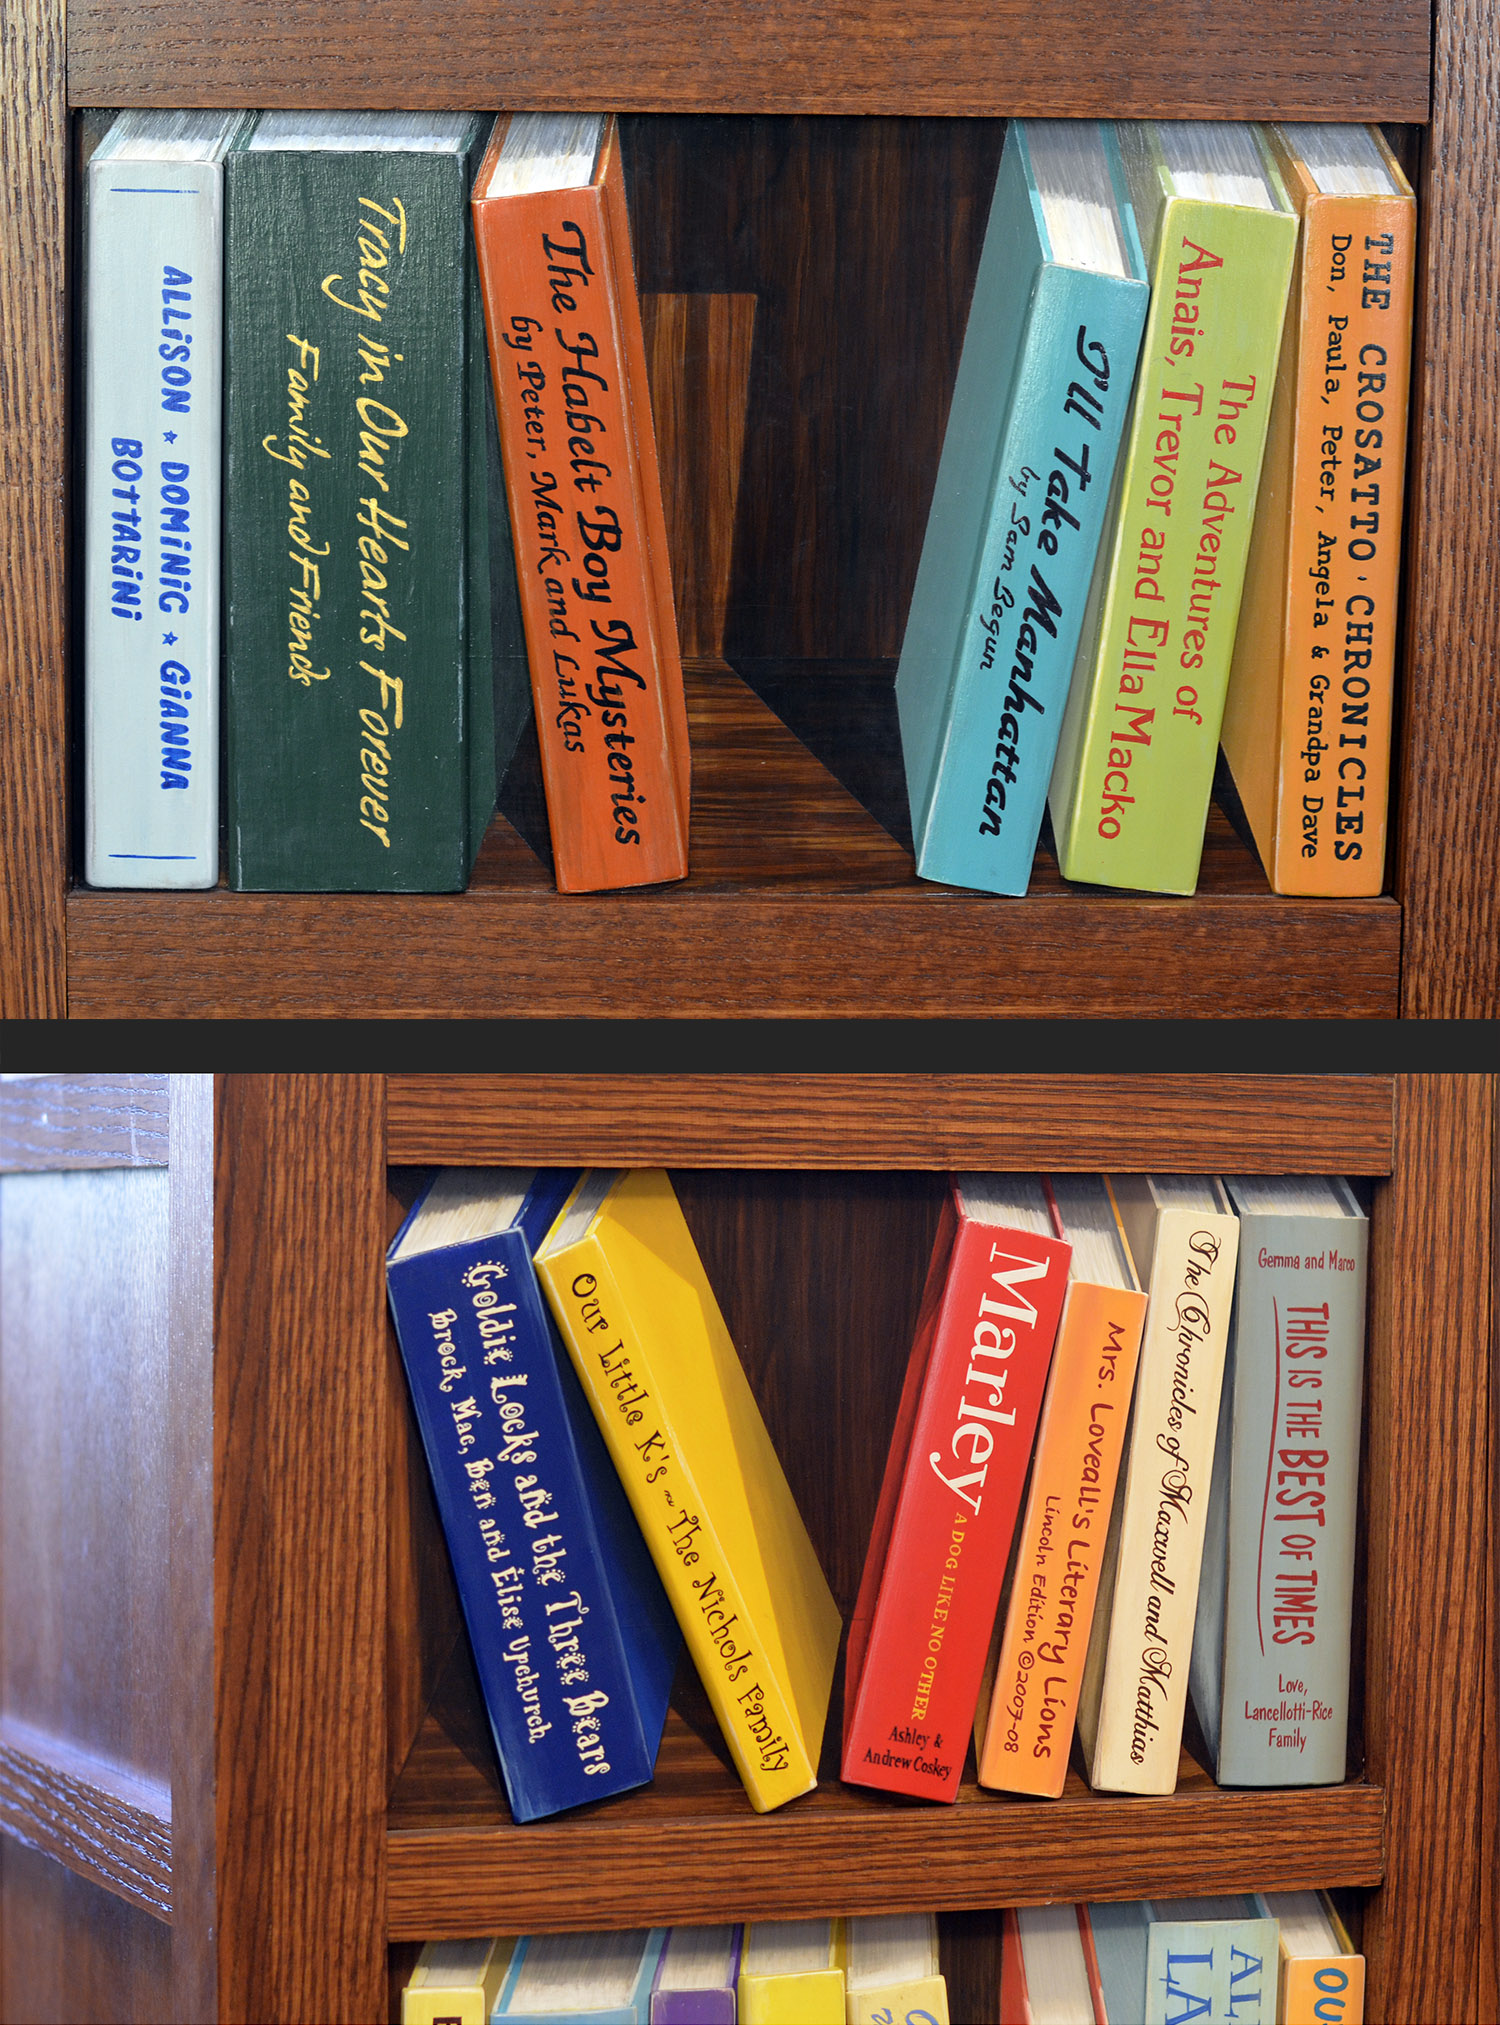 ALLISON ★ DOMINIC ★ GIANNA
BOTTARINI
Tracy in Our Hearts Forever
Family and Friends
The Habelt Boy Mysteries
by Peter, Mark and Lukas
I'll Take Manhattan
by Sam Begun
The Adventures of
Anais, Trevor and Ella Macko
THE CROSATTO · CHRONICLES
Don, Paula, Peter, Angela & Grandpa Dave
Goldie Locks and the Three Bears
Brock, Mac, Ben and Elise Upchurch
Our Little K's ~ The Nichols Family
Marley A DOG LIKE NO OTHER
Ashley &
Andrew Coskey
Mrs. Loveall's Literary Lions
Lincoln Edition ©2007-08
The Chronicles of Maxwell and Matthias
Gemma and Marco
THIS IS THE BEST OF TIMES
Love,
Lancellotti-Rice
Family
AL
LA
OU